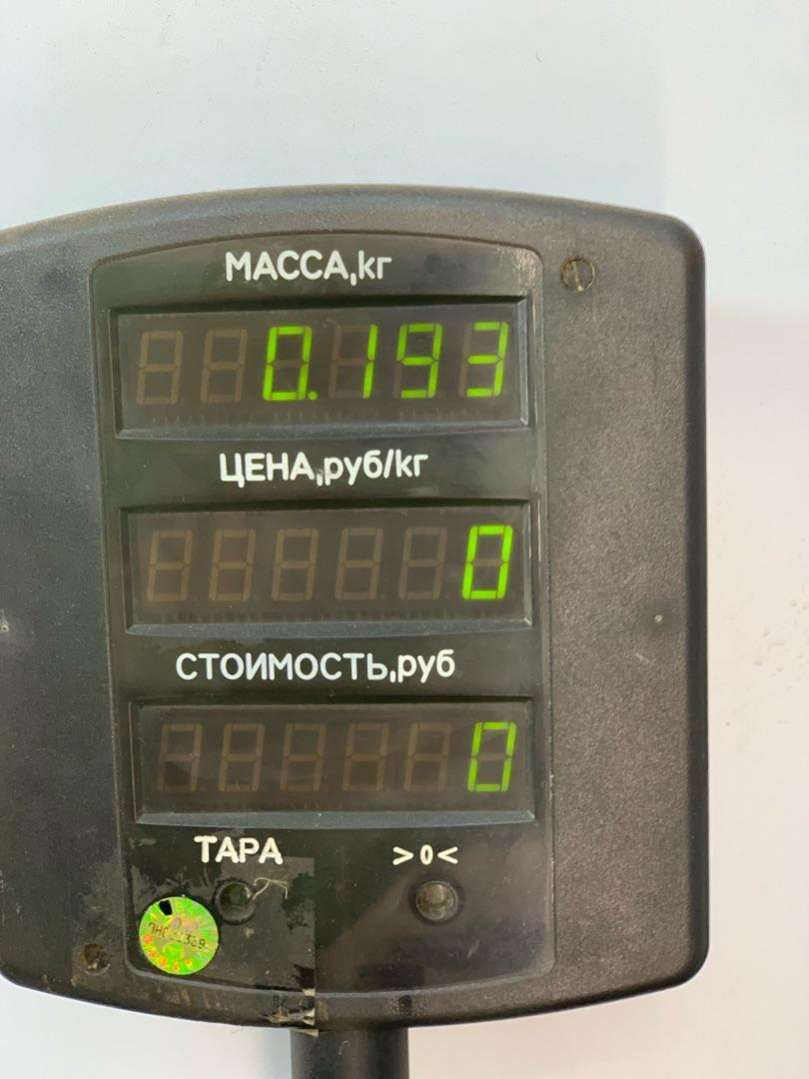 МАССА,кг
0.193
ЦЕНА,руб/кг
0
СТОИМОСТЬ,руб
0
ТАРА >0<